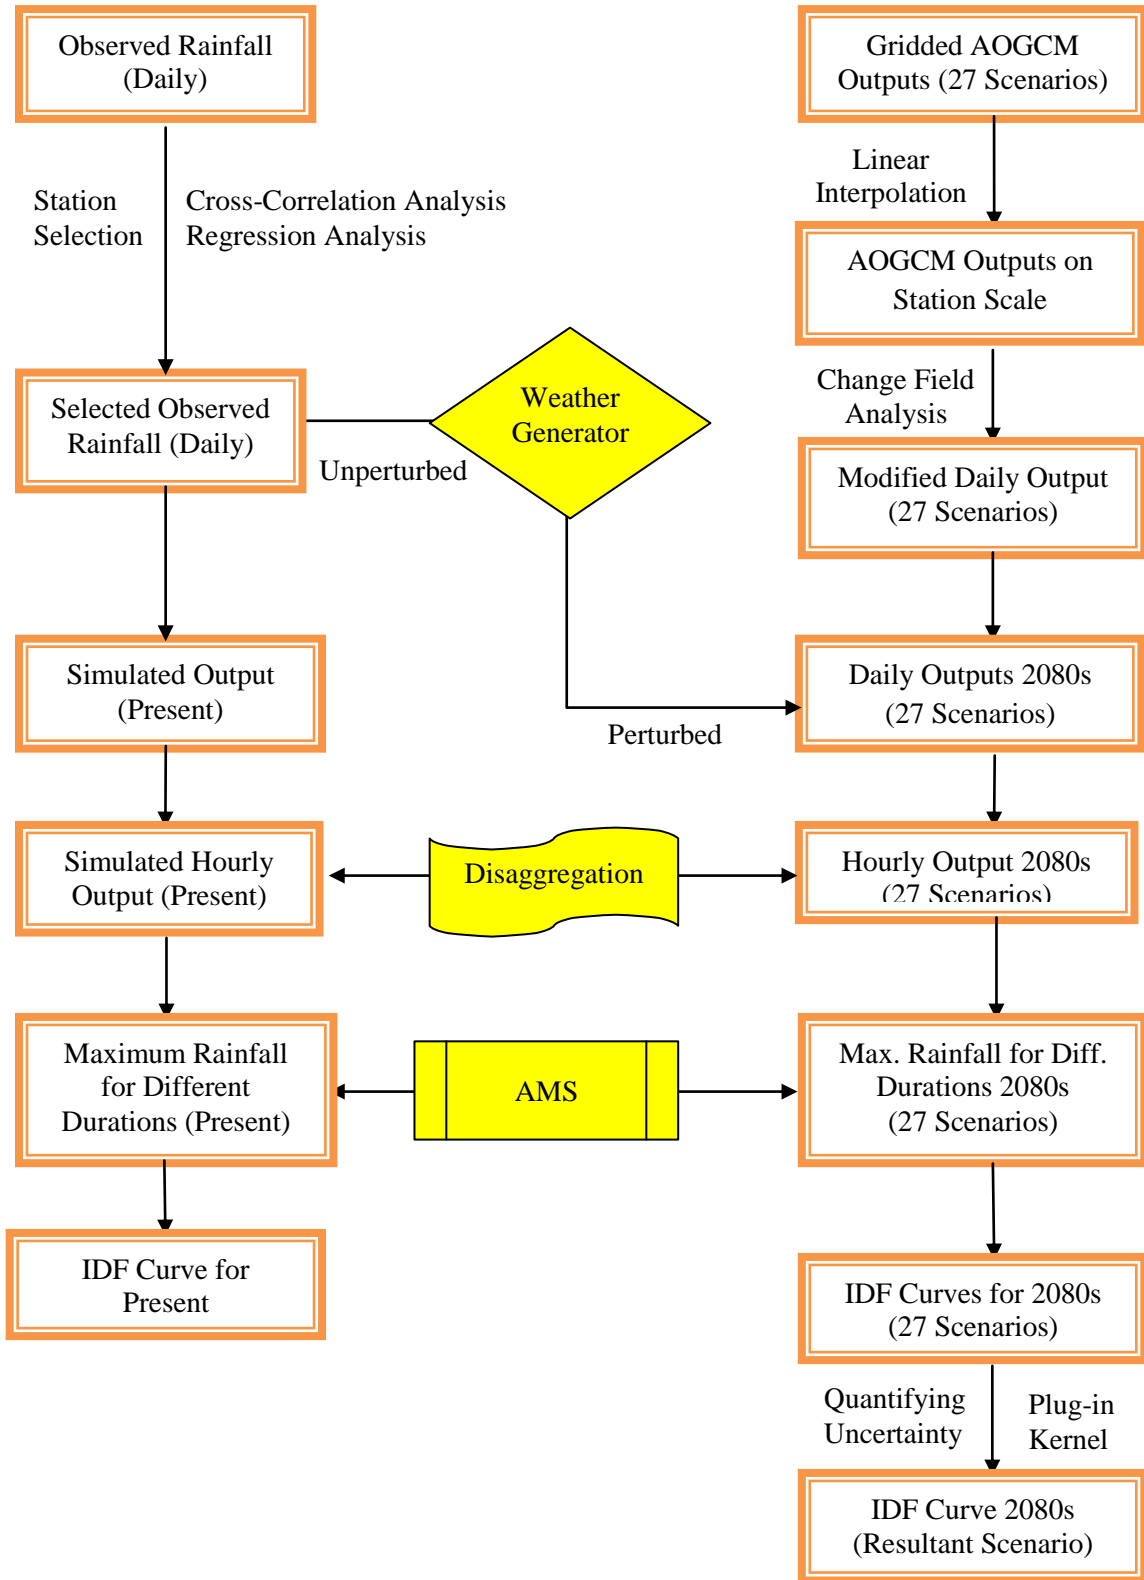 Observed Rainfall
(Daily)
Gridded AOGCM
Outputs (27 Scenarios)
Station
Selection
Cross-Correlation Analysis
Regression Analysis
Linear
Interpolation
AOGCM Outputs on
Station Scale
Selected Observed
Rainfall (Daily)
Unperturbed
Weather
Generator
Change Field
Analysis
Modified Daily Output
(27 Scenarios)
Simulated Output
(Present)
Perturbed
Daily Outputs 2080s
(27 Scenarios)
Simulated Hourly
Output (Present)
Disaggregation
Hourly Output 2080s
(27 Scenarios)
Maximum Rainfall
for Different
Durations (Present)
AMS
Max. Rainfall for Diff.
Durations 2080s
(27 Scenarios)
IDF Curve for
Present
IDF Curves for 2080s
(27 Scenarios)
Quantifying
Uncertainty
Plug-in
Kernel
IDF Curve 2080s
(Resultant Scenario)